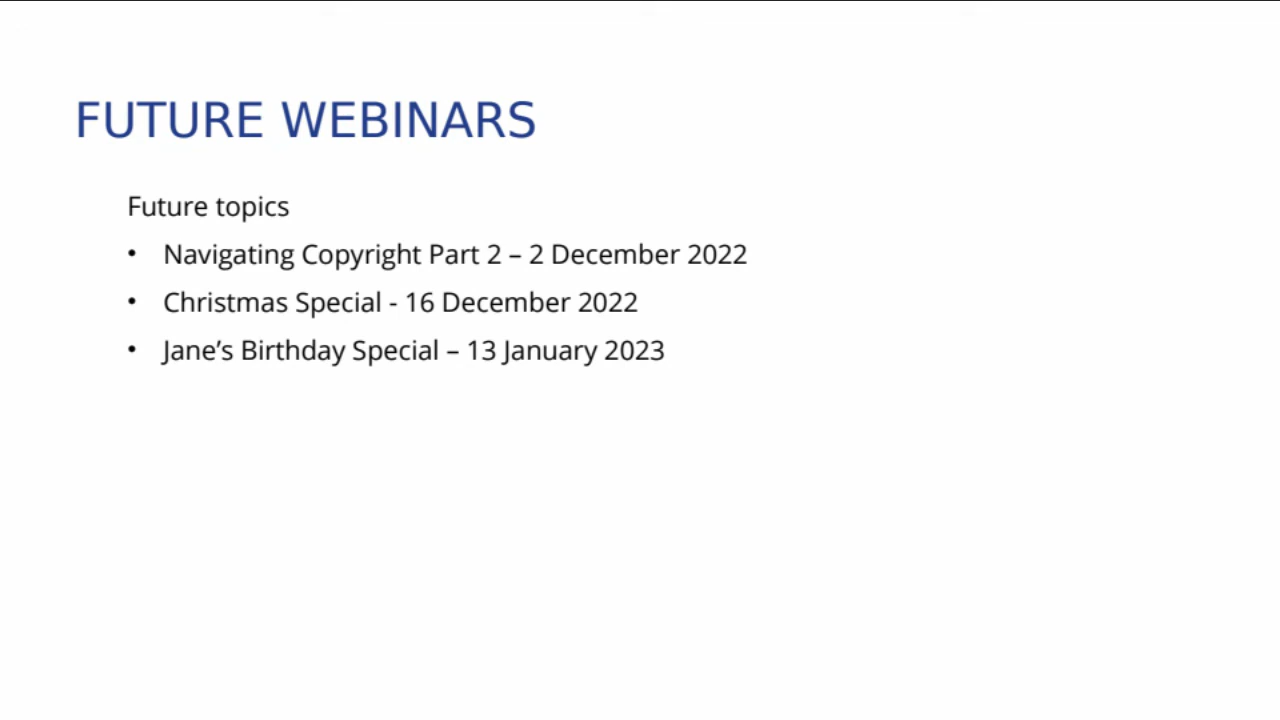 FUTURE WEBINARS
Future topics
• Navigating Copyright Part 2 – 2 December 2022
• Christmas Special - 16 December 2022
• Jane’s Birthday Special – 13 January 2023